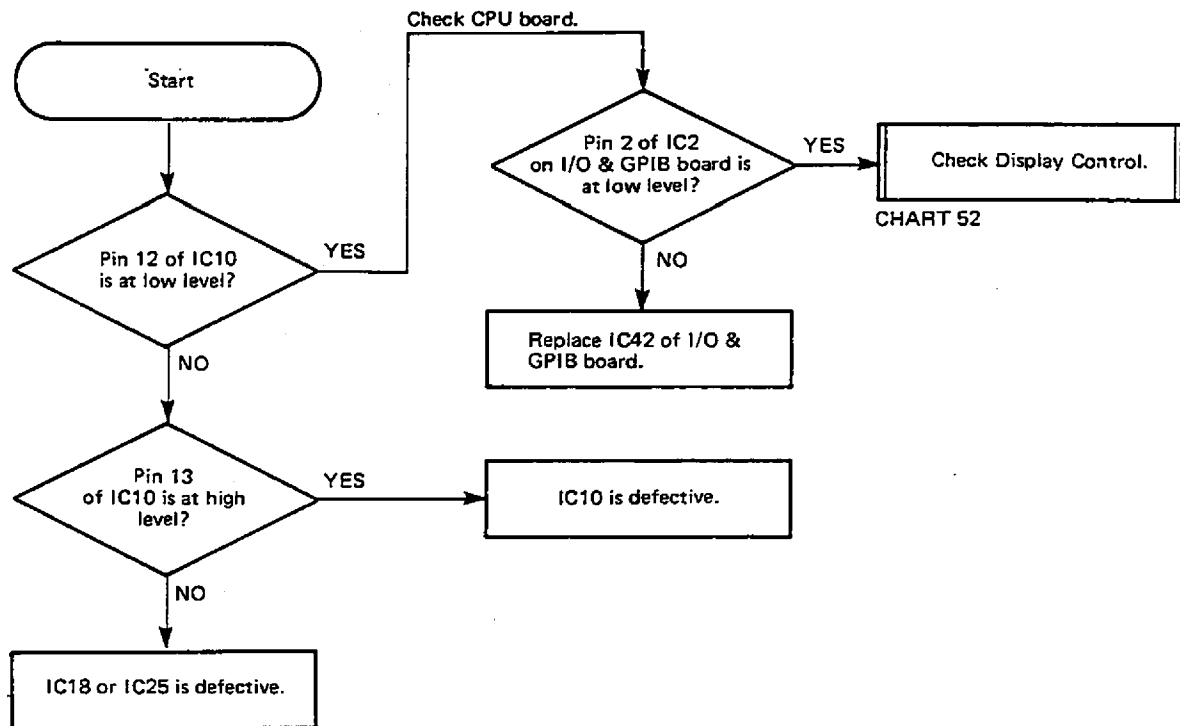 Check CPU board.
Start
Pin 2 of IC2
on I/O & GPIB board is
at low level?
YES
Check Display Control.
CHART 52
NO
Replace IC42 of I/O &
GPIB board.
Pin 12 of IC10
is at low level?
YES
NO
Pin 13
of IC10 is at high
level?
YES
IC10 is defective.
NO
IC18 or IC25 is defective.